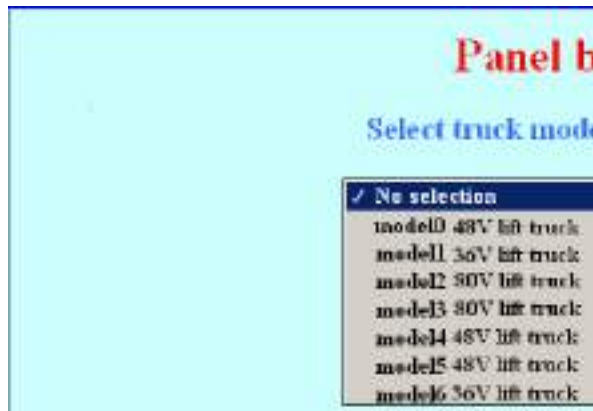 Panel b
Select truck mode
✓ No selection
model0 48V lift truck
model1 36V lift truck
model2 80V lift truck
model3 80V lift truck
model4 48V lift truck
model5 48V lift truck
model6 36V lift truck